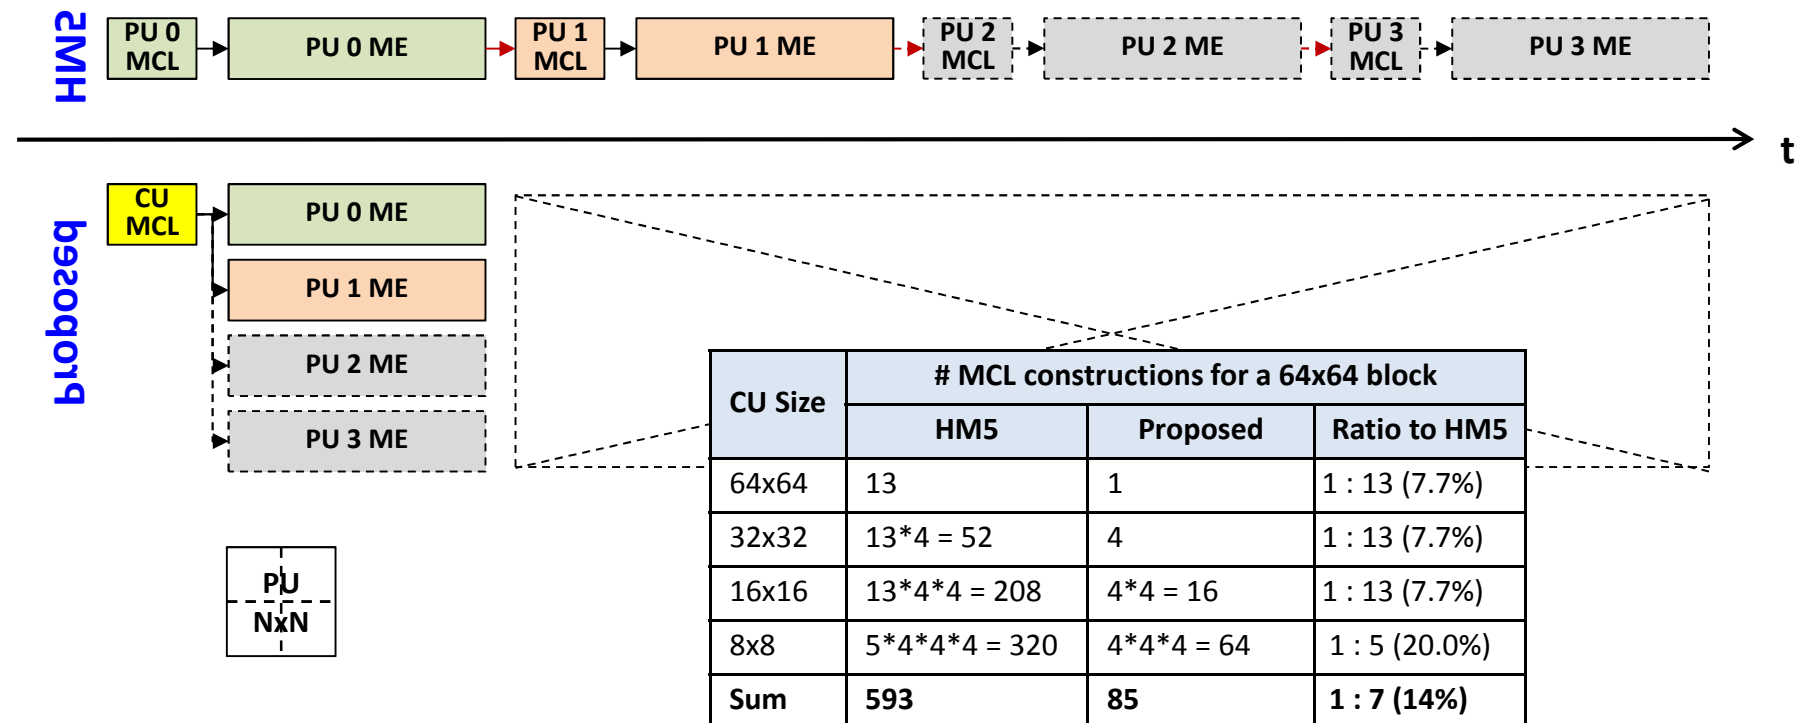 HM5
PU 0 MCL
PU 0 ME
PU 1 MCL
PU 1 ME
PU 2 MCL
PU 2 ME
PU 3 MCL
PU 3 ME
t
Proposed
CU MCL
PU 0 ME
PU 1 ME
PU 2 ME
PU 3 ME
PU
NxN
CU Size
# MCL constructions for a 64x64 block
HM5 Proposed Ratio to HM5
64x64 13 1 1 : 13 (7.7%)
32x32 13*4 = 52 4 1 : 13 (7.7%)
16x16 13*4*4 = 208 4*4 = 16 1 : 13 (7.7%)
8x8 5*4*4*4 = 320 4*4*4 = 64 1 : 5 (20.0%)
Sum 593 85 1 : 7 (14%)